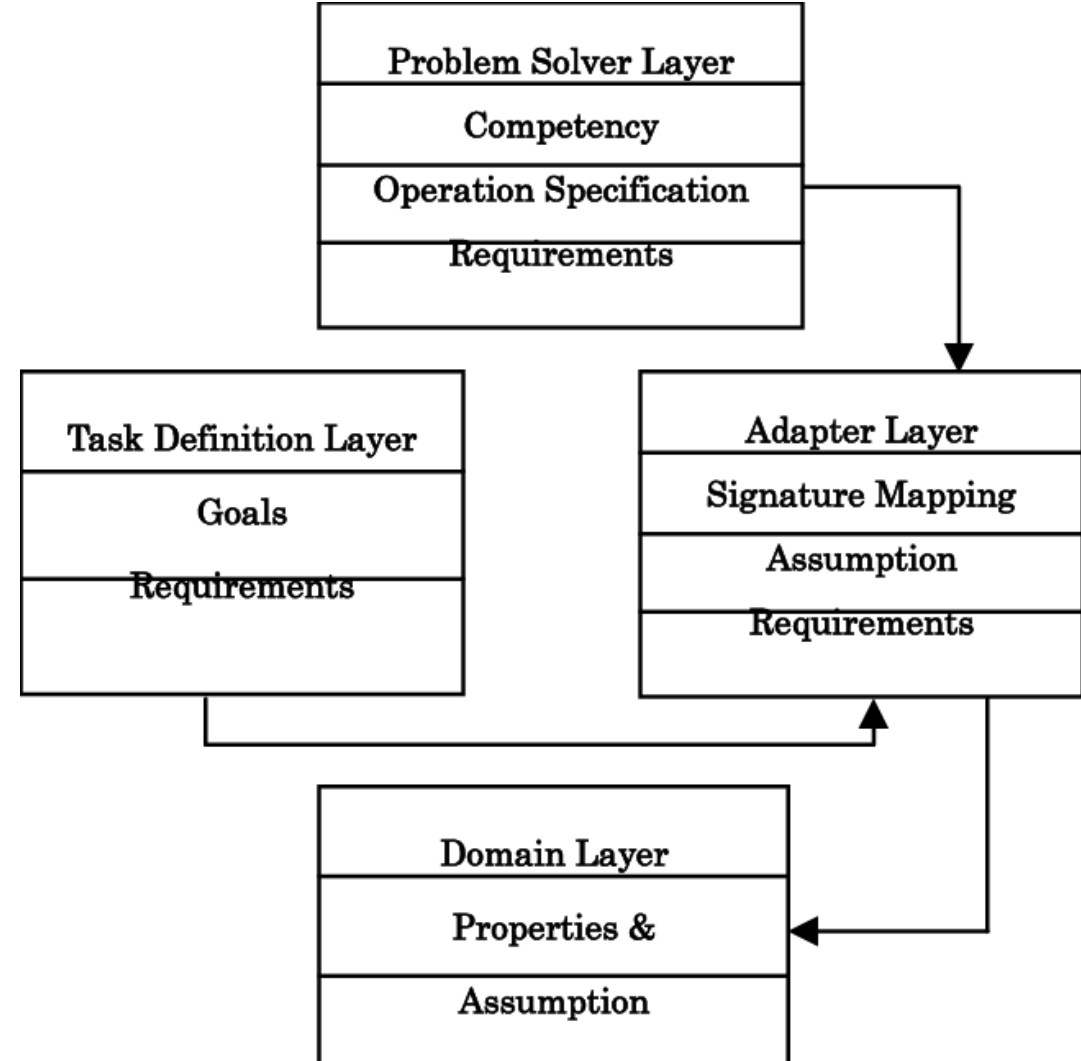 Problem Solver Layer
Competency
Operation Specification
Requirements
Task Definition Layer
Goals
Requirements
Adapter Layer
Signature Mapping
Assumption
Requirements
Domain Layer
Properties &
Assumption